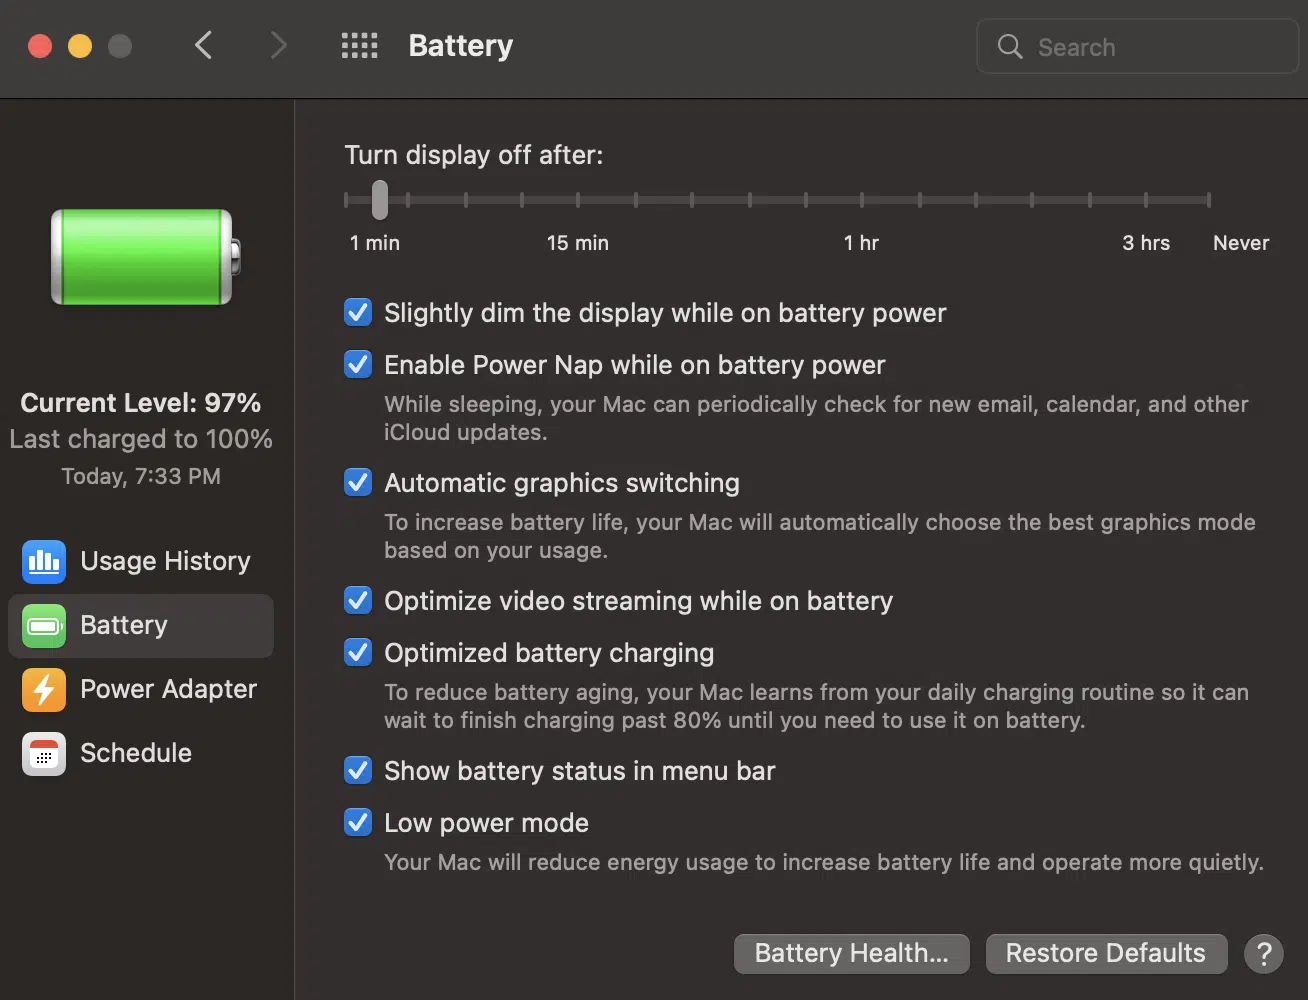 Battery
Search
Current Level: 97%
Last charged to 100%
Today, 7:33 PM
Usage History
Battery
Power Adapter
Schedule
Turn display off after:
1 min 15 min 1 hr 3 hrs Never
Slightly dim the display while on battery power
Enable Power Nap while on battery power
While sleeping, your Mac can periodically check for new email, calendar, and other
iCloud updates.
Automatic graphics switching
To increase battery life, your Mac will automatically choose the best graphics mode
based on your usage.
Optimize video streaming while on battery
Optimized battery charging
To reduce battery aging, your Mac learns from your daily charging routine so it can
wait to finish charging past 80% until you need to use it on battery.
Show battery status in menu bar
Low power mode
Your Mac will reduce energy usage to increase battery life and operate more quietly.
Battery Health... Restore Defaults ?